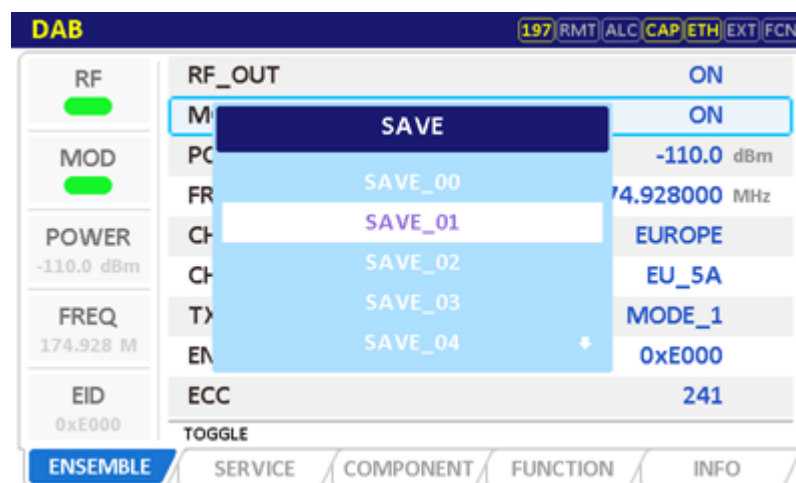 DAB 197 RMT ALC CAP ETH EXT FCN
RF
MOD
POWER
-110.0 dBm
FREQ
174.928 M
EID
0xE000
RF_OUT ON
ON
-110.0 dBm
74.928000 MHz
EUROPE
EU_5A
MODE_1
0xE000
ECC 241
SAVE
SAVE_00
SAVE_01
SAVE_02
SAVE_03
SAVE_04
TOGGLE
ENSEMBLE SERVICE COMPONENT FUNCTION INFO